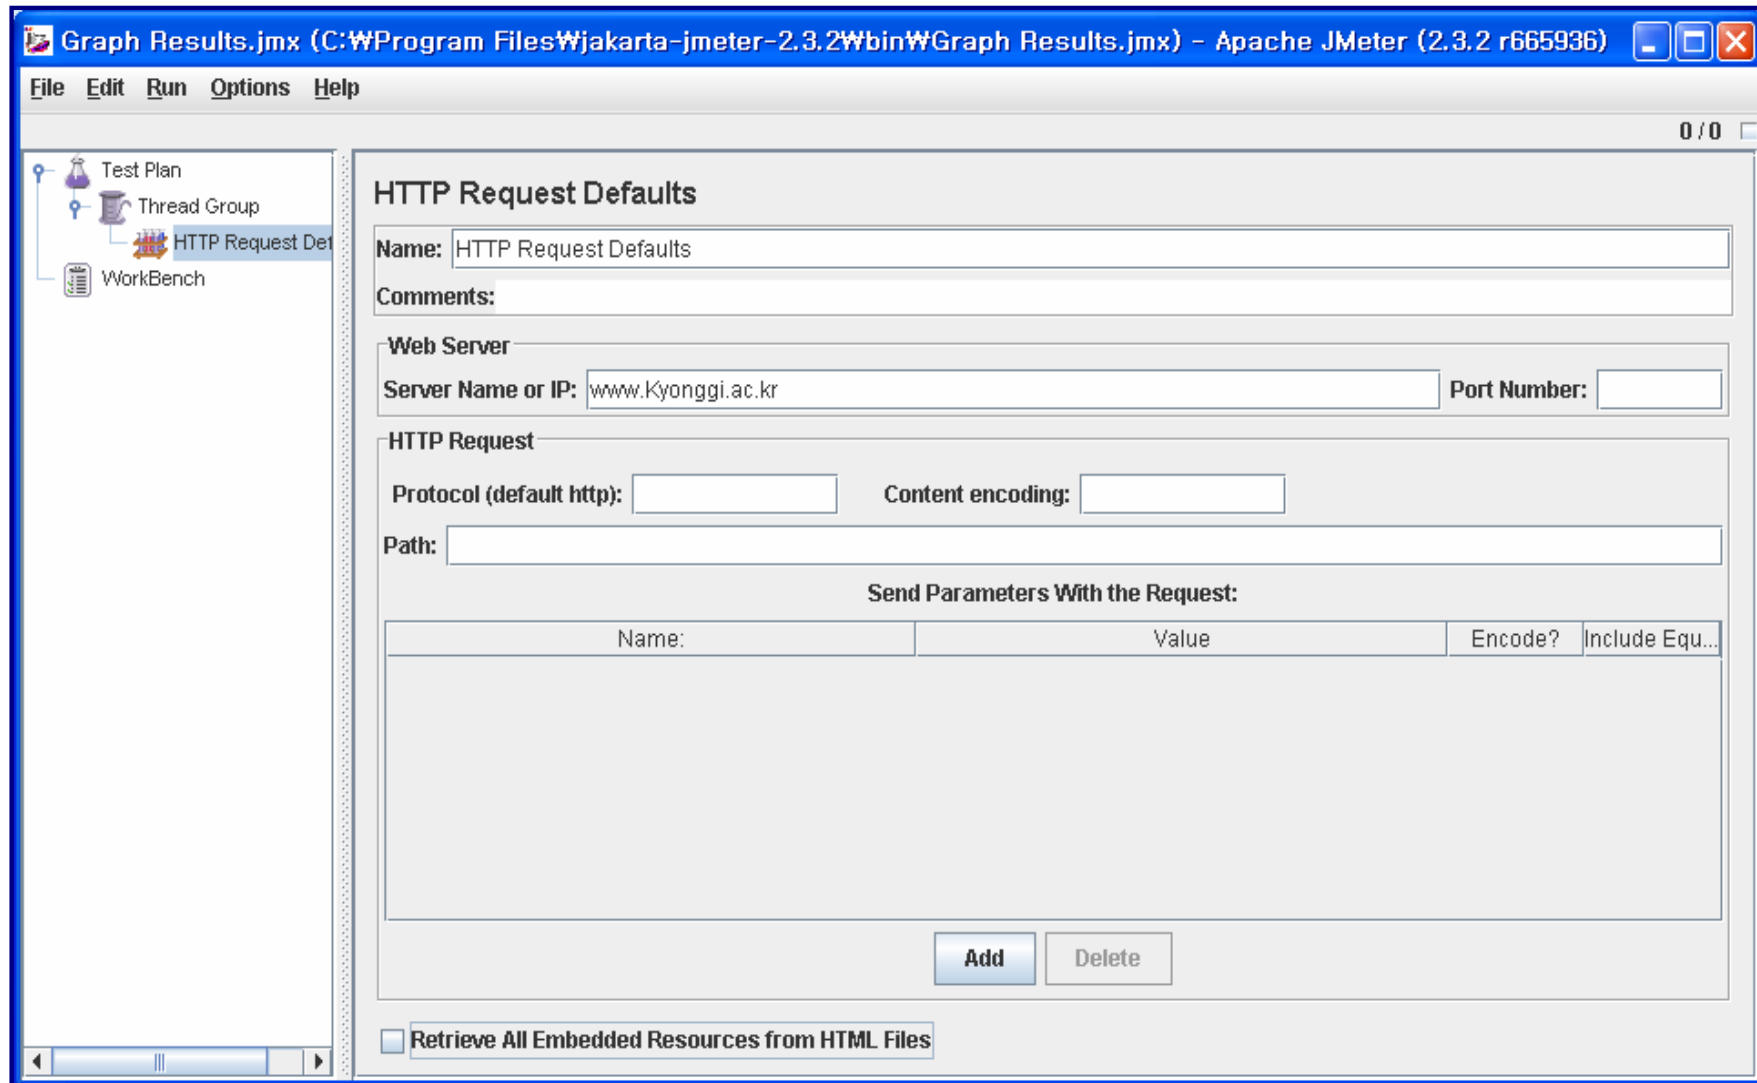 Graph Results.jmx (C:₩Program Files₩jakarta-jmeter-2.3.2₩bin₩Graph Results.jmx) – Apache JMeter (2.3.2 r665936)
File Edit Run Options Help
0 / 0
Test Plan
Thread Group
HTTP Request Def
WorkBench
HTTP Request Defaults
Name: HTTP Request Defaults
Comments:
Web Server
Server Name or IP: www.Kyonggi.ac.kr Port Number:
HTTP Request
Protocol (default http): Content encoding:
Path:
Send Parameters With the Request:
Name: Value Encode? Include Equ...
Add Delete
Retrieve All Embedded Resources from HTML Files